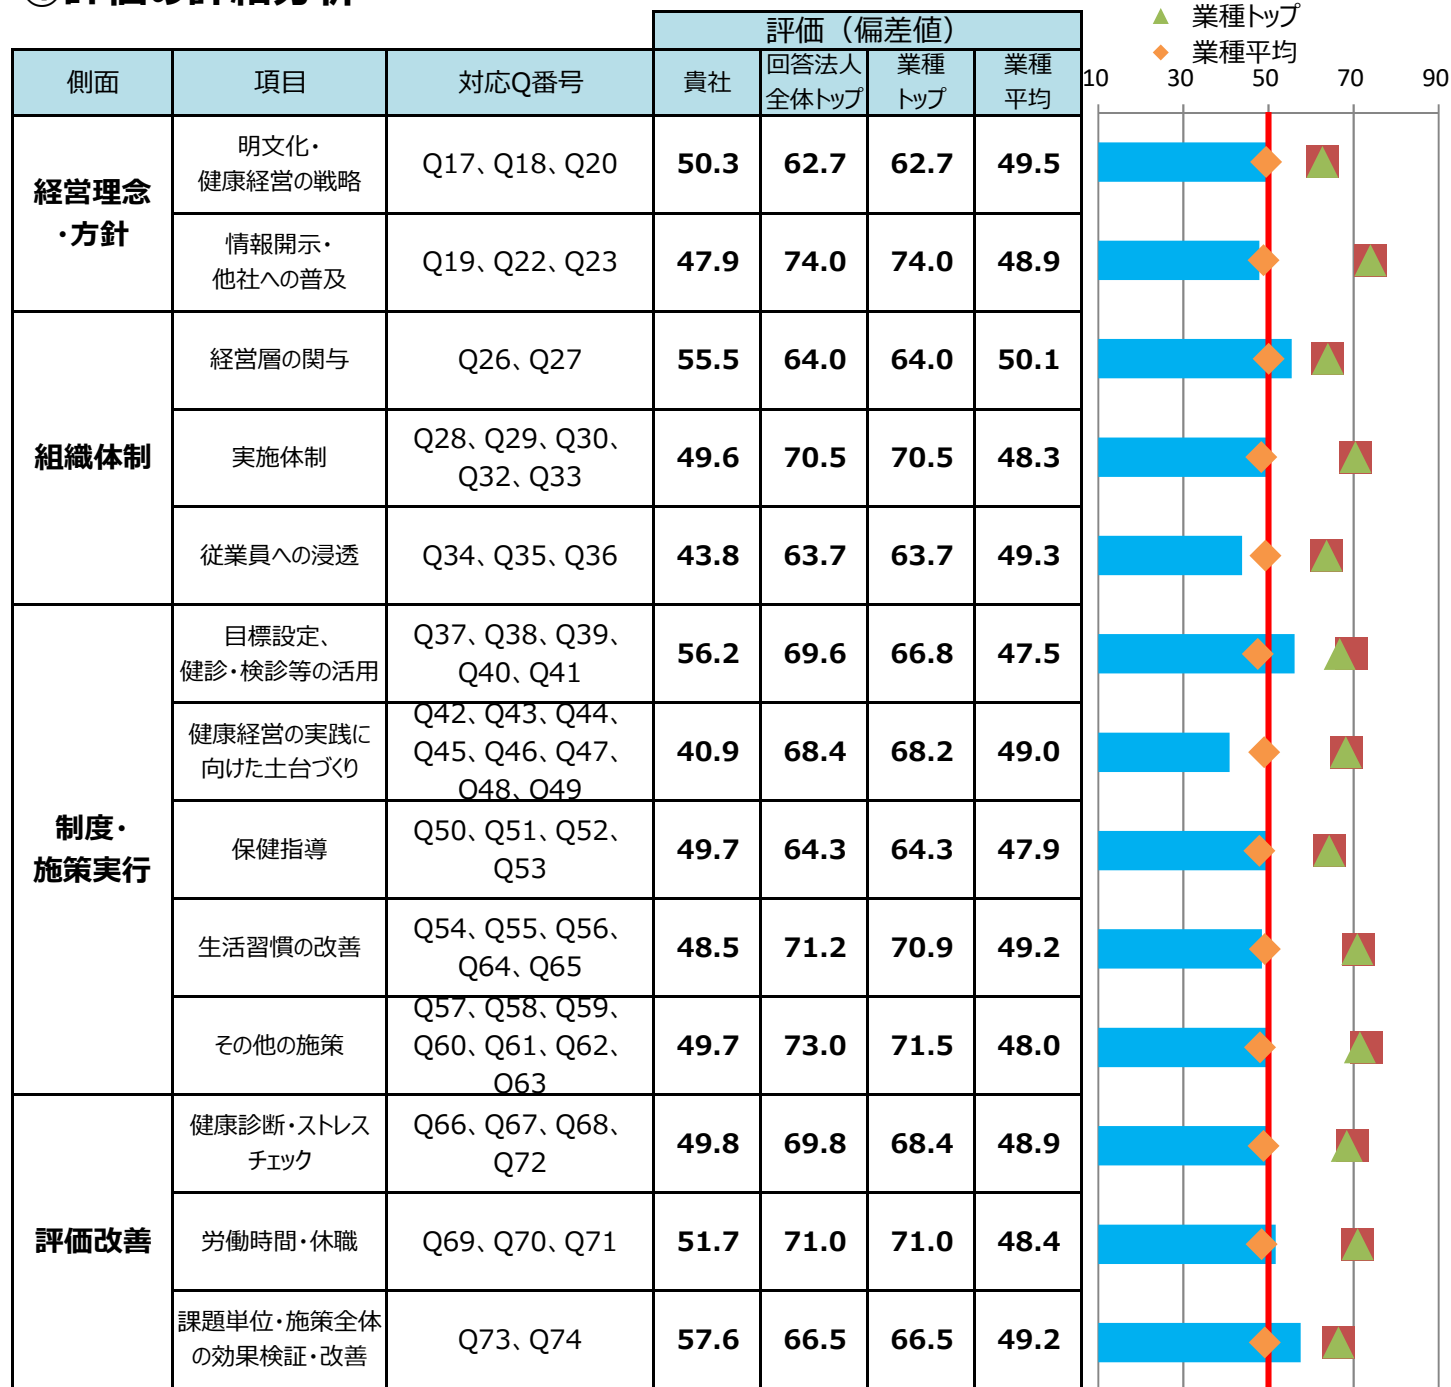 ③評価の詳細分析
▲ 業種トップ
◆ 業種平均
評価（偏差値）
側面 項目 対応Q番号 貴社 回答法人 業種 業種
全体トップ トップ 平均
10 30 50 70 90
経営理念
・方針
明文化・
健康経営の戦略
Q17、Q18、Q20 50.3 62.7 62.7 49.5
情報開示・
他社への普及
Q19、Q22、Q23 47.9 74.0 74.0 48.9
組織体制
経営層の関与 Q26、Q27 55.5 64.0 64.0 50.1
実施体制
Q28、Q29、Q30、
Q32、Q33
49.6 70.5 70.5 48.3
従業員への浸透 Q34、Q35、Q36 43.8 63.7 63.7 49.3
制度・
施策実行
目標設定、
健診・検診等の活用
Q37、Q38、Q39、
Q40、Q41
56.2 69.6 66.8 47.5
健康経営の実践に
向けた土台づくり
Q42、Q43、Q44、
Q45、Q46、Q47、
Q48、Q49
40.9 68.4 68.2 49.0
保健指導
Q50、Q51、Q52、
Q53
49.7 64.3 64.3 47.9
生活習慣の改善
Q54、Q55、Q56、
Q64、Q65
48.5 71.2 70.9 49.2
その他の施策
Q57、Q58、Q59、
Q60、Q61、Q62、
Q63
49.7 73.0 71.5 48.0
評価改善
健康診断・ストレス
チェック
Q66、Q67、Q68、
Q72
49.8 69.8 68.4 48.9
労働時間・休職 Q69、Q70、Q71 51.7 71.0 71.0 48.4
課題単位・施策全体
の効果検証・改善
Q73、Q74 57.6 66.5 66.5 49.2